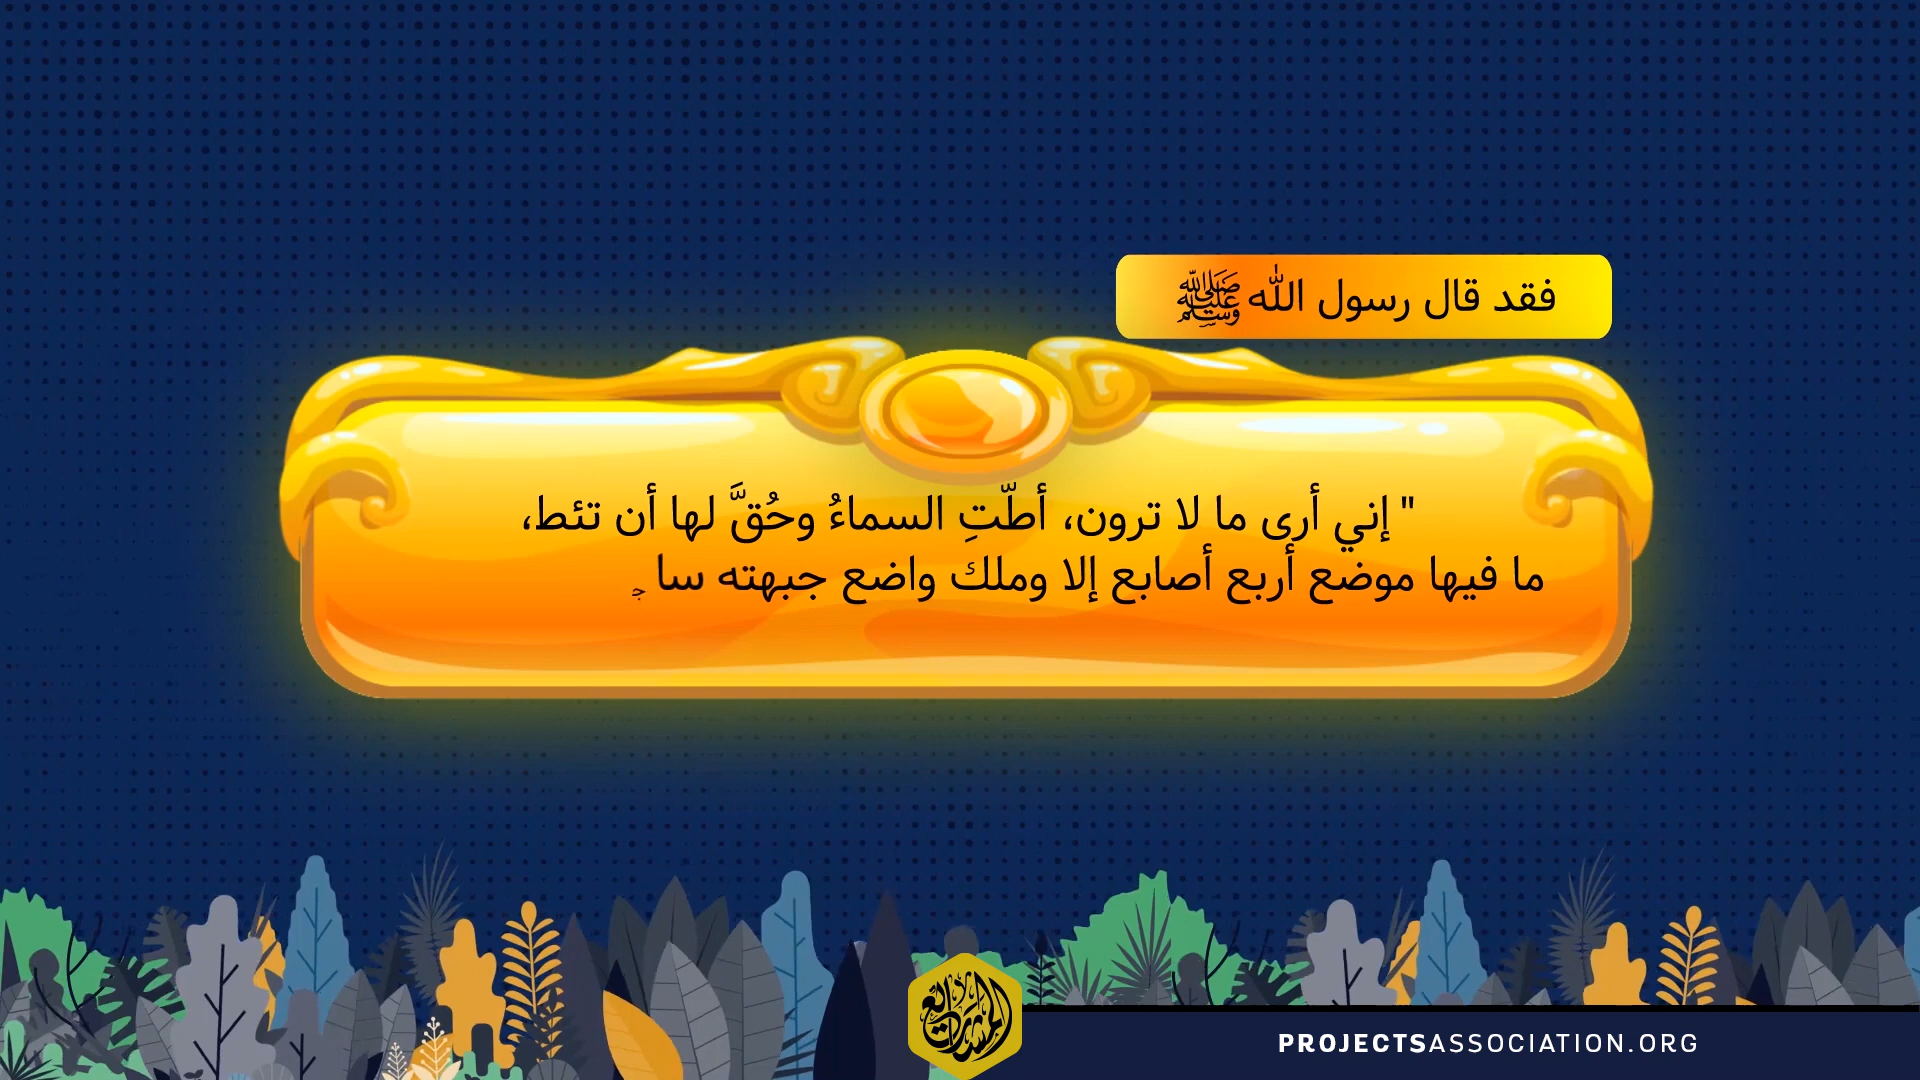 فقد قال رسول الله ﷺ
" إني أرى ما لا ترون، أطّتِ السماءُ وحُقَّ لها أن تئط،
ما فيها موضع أربع أصابع إلا وملك واضع جبهته سا
المشاريع
PROJECTSASSOCIATION.ORG